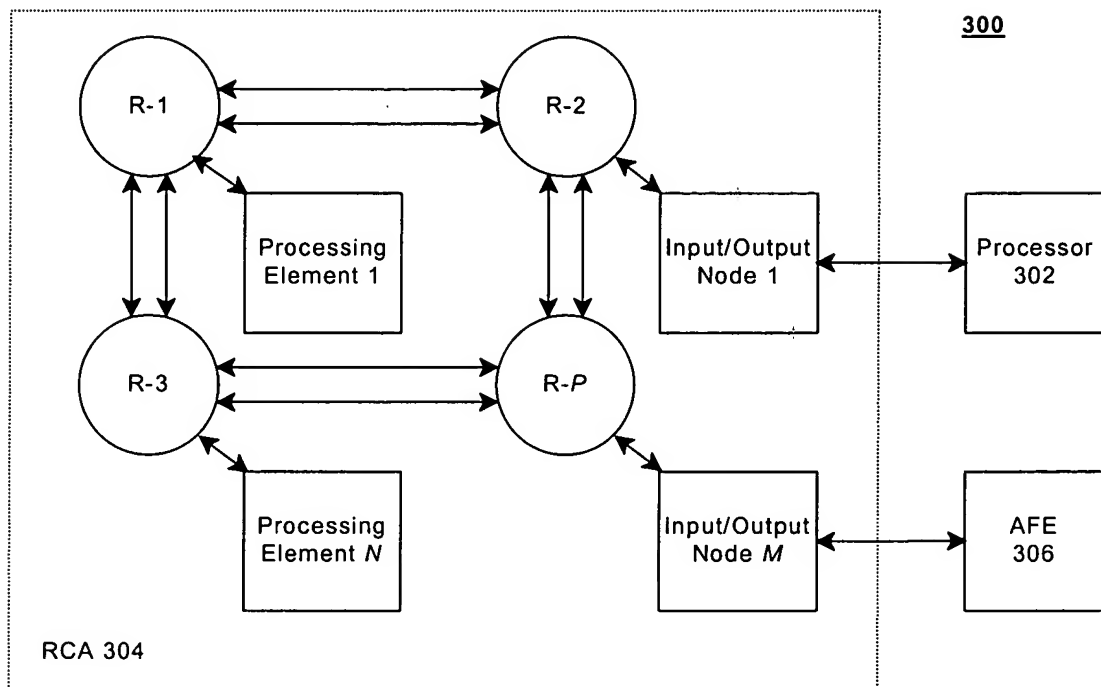 300
R-1
R-2
Processing
Element 1
Input/Output
Node 1
Processor
302
R-3
R-P
Processing
Element N
Input/Output
Node M
AFE
306
RCA 304